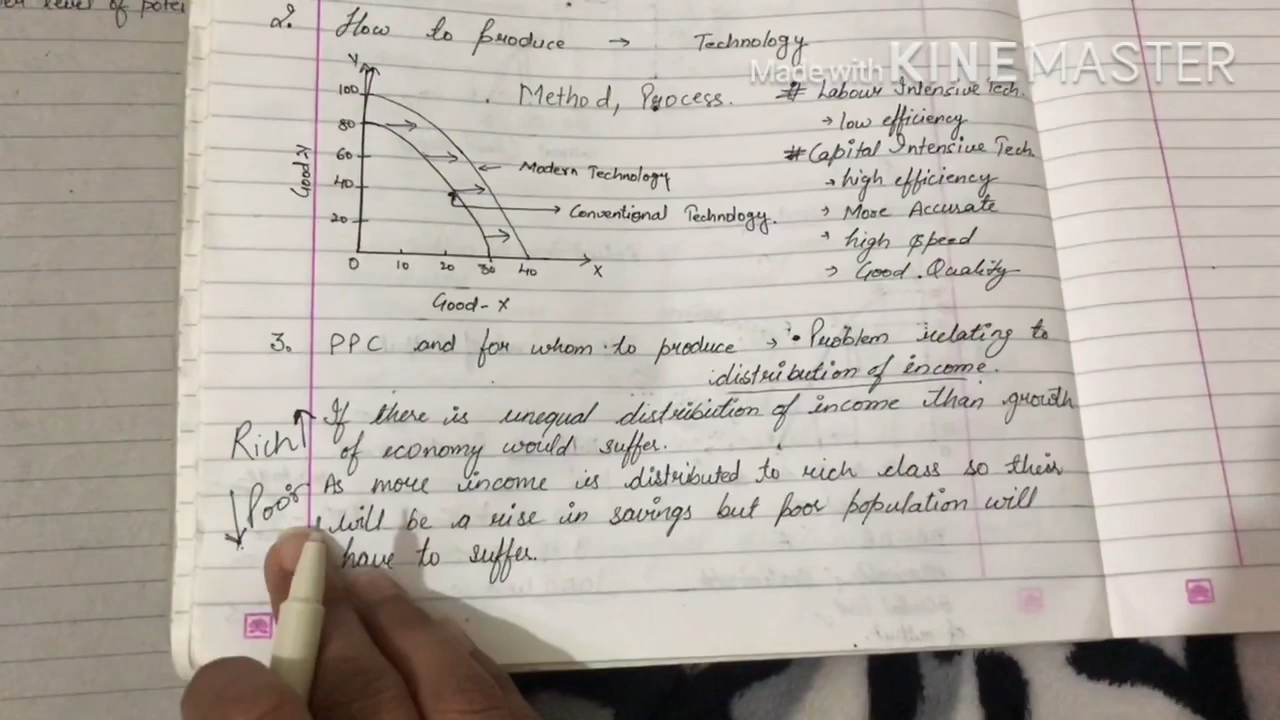 er level of poten
2. How to produce → Technology
Made with KINEMASTER
. Method, Process.
# Labour Intensive Tech.
→ low efficiency
# Capital Intensive Tech
→ high efficiency
→ More Accurate
→ high speed
→ Good Quality
Y
100
80
60
40
20
0 10 20 30 40 X
Good Y
Good - X
Modern Technology
Conventional Technology.
3. PPC and for whom to produce → • Problem relating to
distribution of income.
If there is unequal distribution of income than growth
of economy would suffer.
Rich ↑
As more income is distributed to rich class so their
↓ Poor
will be a rise in savings but poor population will
have to suffer.